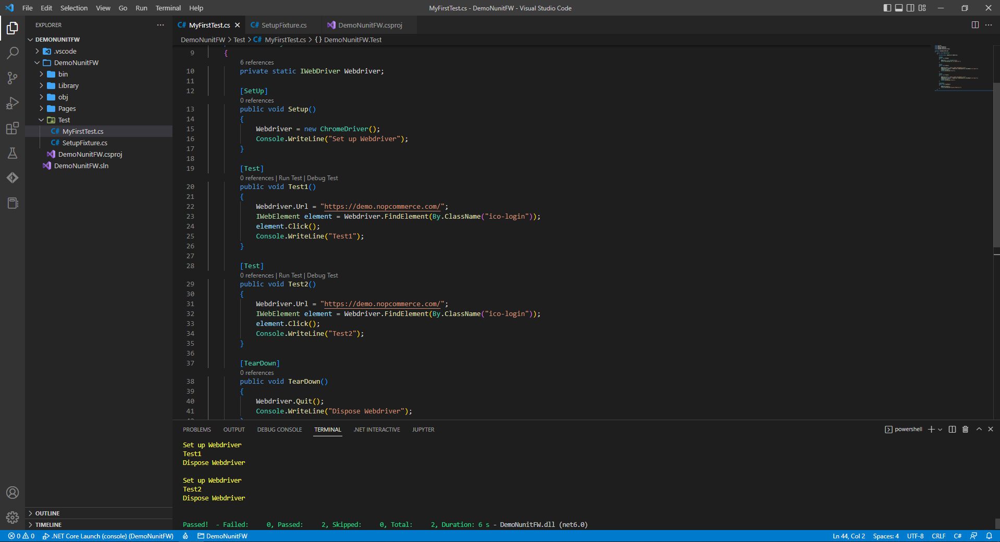 File Edit Selection View Go Run Terminal Help
MyFirstTest.cs - DemoNunitFW - Visual Studio Code
EXPLORER
DEMONUNITFW
.vscode
DemoNunitFW
bin
Library
obj
Pages
Test
C# MyFirstTest.cs
C# SetupFixture.cs
DemoNunitFW.csproj
DemoNunitFW.sln
OUTLINE
TIMELINE
C# MyFirstTest.cs
C# SetupFixture.cs
DemoNunitFW.csproj
DemoNunitFW > Test > C# MyFirstTest.cs > {} DemoNunitFW.Test
9 {
6 references
10 private static IWebDriver Webdriver;
11
12 [SetUp]
0 references
13 public void Setup()
14 {
15 Webdriver = new ChromeDriver();
16 Console.WriteLine("Set up Webdriver");
17 }
18
19 [Test]
0 references | Run Test | Debug Test
20 public void Test1()
21 {
22 Webdriver.Url = "https://demo.nopcommerce.com/";
23 IWebElement element = Webdriver.FindElement(By.ClassName("ico-login"));
24 element.Click();
25 Console.WriteLine("Test1");
26 }
27
28 [Test]
0 references | Run Test | Debug Test
29 public void Test2()
30 {
31 Webdriver.Url = "https://demo.nopcommerce.com/";
32 IWebElement element = Webdriver.FindElement(By.ClassName("ico-login"));
33 element.Click();
34 Console.WriteLine("Test2");
35 }
36
37 [TearDown]
0 references
38 public void TearDown()
39 {
40 Webdriver.Quit();
41 Console.WriteLine("Dispose Webdriver");
PROBLEMS OUTPUT DEBUG CONSOLE TERMINAL .NET INTERACTIVE JUPYTER
powershell
Set up Webdriver
Test1
Dispose Webdriver
Set up Webdriver
Test2
Dispose Webdriver
Passed! - Failed: 0, Passed: 2, Skipped: 0, Total: 2, Duration: 6 s - DemoNunitFW.dll (net6.0)
0 0 .NET Core Launch (console) (DemoNunitFW) DemoNunitFW
Ln 44, Col 2 Spaces: 4 UTF-8 CRLF C#